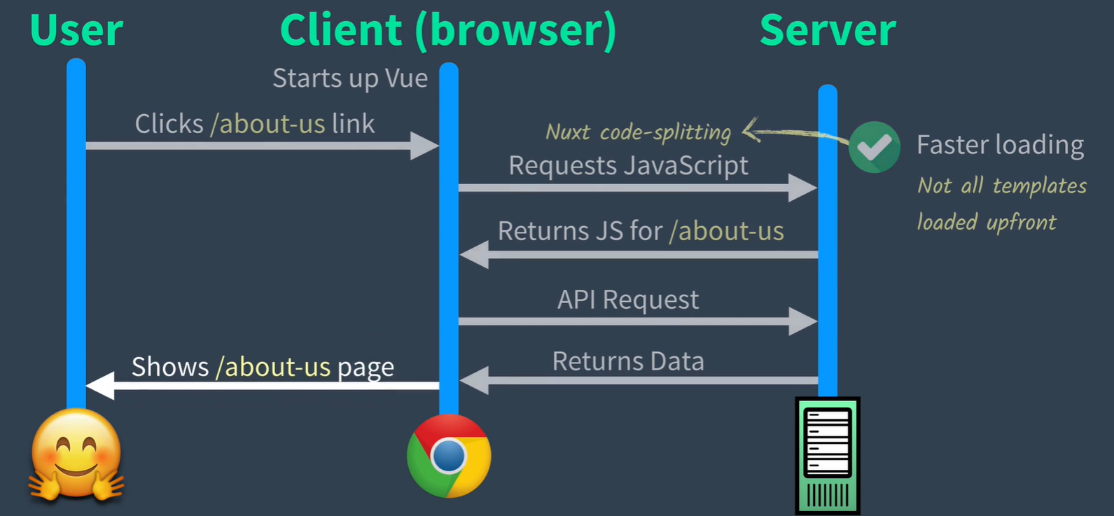 User
Client (browser)
Server
Starts up Vue
Clicks /about-us link
Nuxt code-splitting
Faster loading
Requests JavaScript
Not all templates
loaded upfront
Returns JS for /about-us
API Request
Returns Data
Shows /about-us page